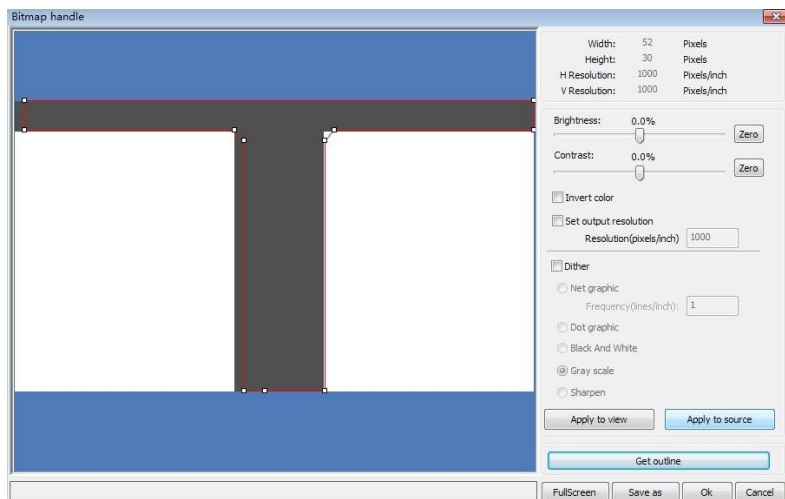 Bitmap handle
Width: 52 Pixels
Height: 30 Pixels
H Resolution: 1000 Pixels/inch
V Resolution: 1000 Pixels/inch
Brightness: 0.0%
Zero
Contrast: 0.0%
Zero
Invert color
Set output resolution
Resolution(pixels/inch) 1000
Dither
Net graphic
Frequency(lines/inch): 1
Dot graphic
Black And White
Gray scale
Sharpen
Apply to view Apply to source
Get outline
FullScreen Save as Ok Cancel